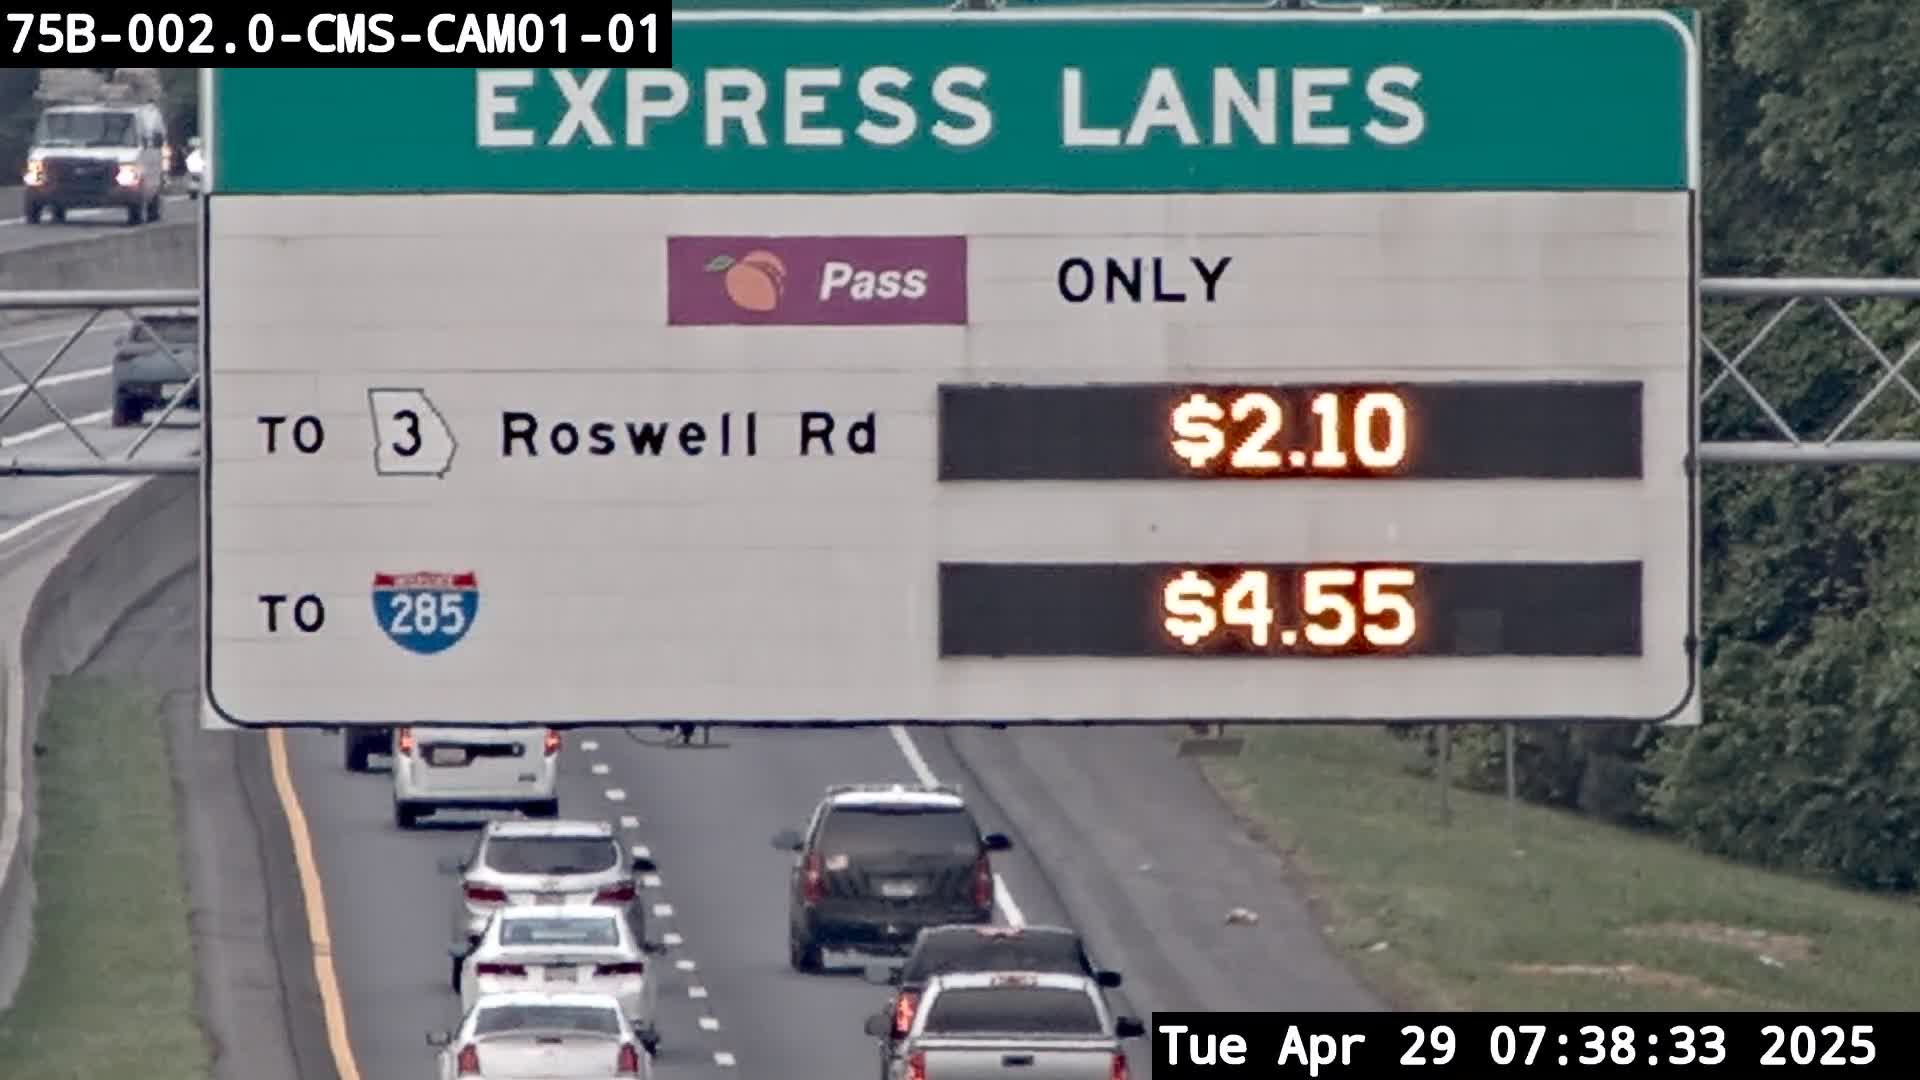 75B-002.0-CMS-CAM01-01
EXPRESS LANES
Pass ONLY
TO 3 Roswell Rd $2.10
TO 285 $4.55
Tue Apr 29 07:38:33 2025